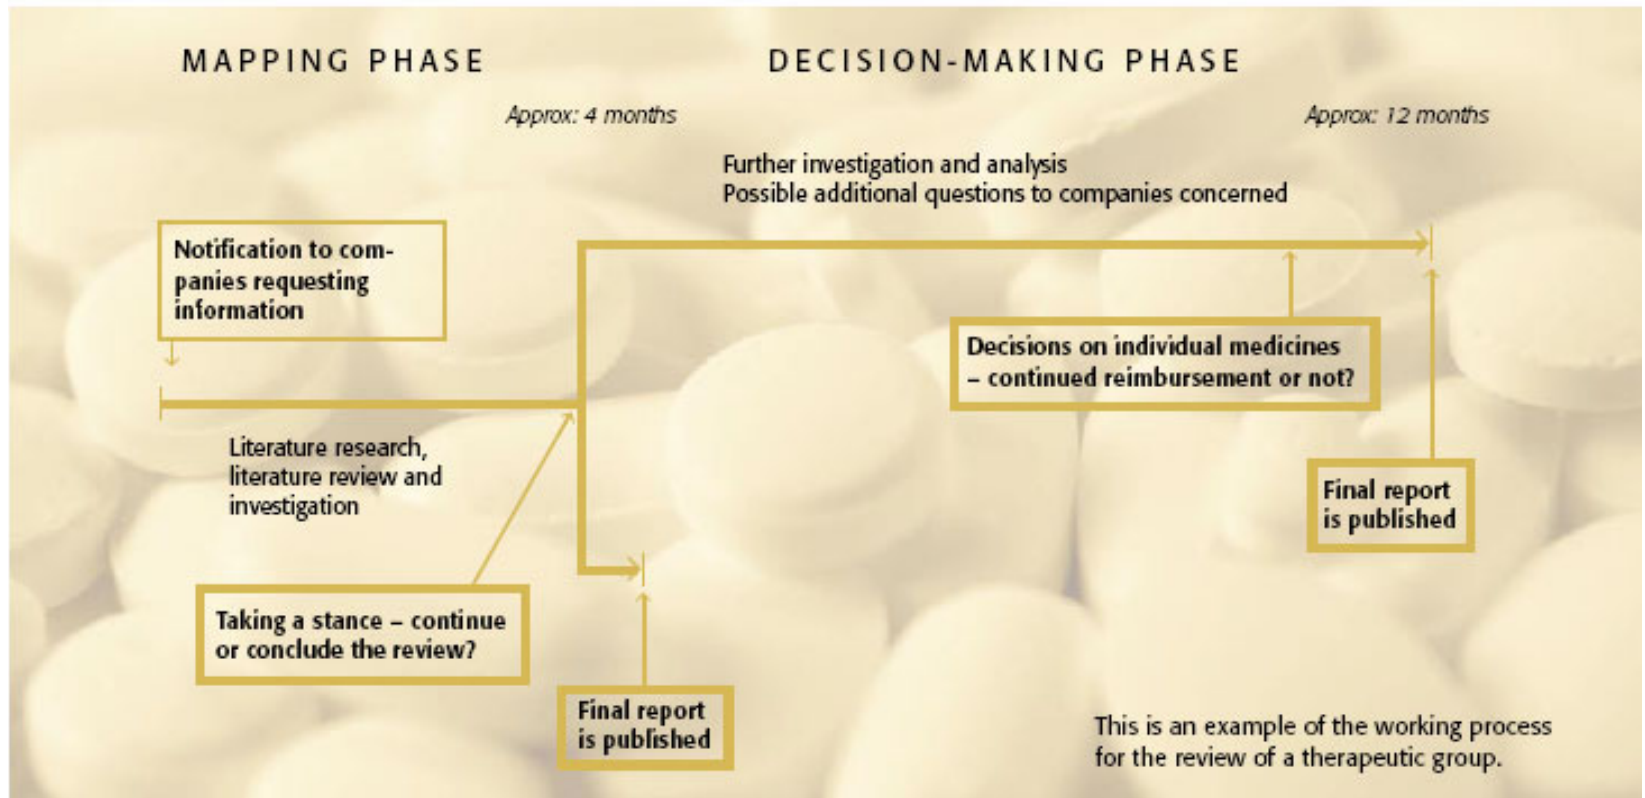 MAPPING PHASE
DECISION-MAKING PHASE
Approx: 4 months
Approx: 12 months
Further investigation and analysis
Possible additional questions to companies concerned
Notification to com-
panies requesting
information
Decisions on individual medicines
– continued reimbursement or not?
Literature research,
literature review and
investigation
Final report
is published
Taking a stance – continue
or conclude the review?
Final report
is published
This is an example of the working process
for the review of a therapeutic group.